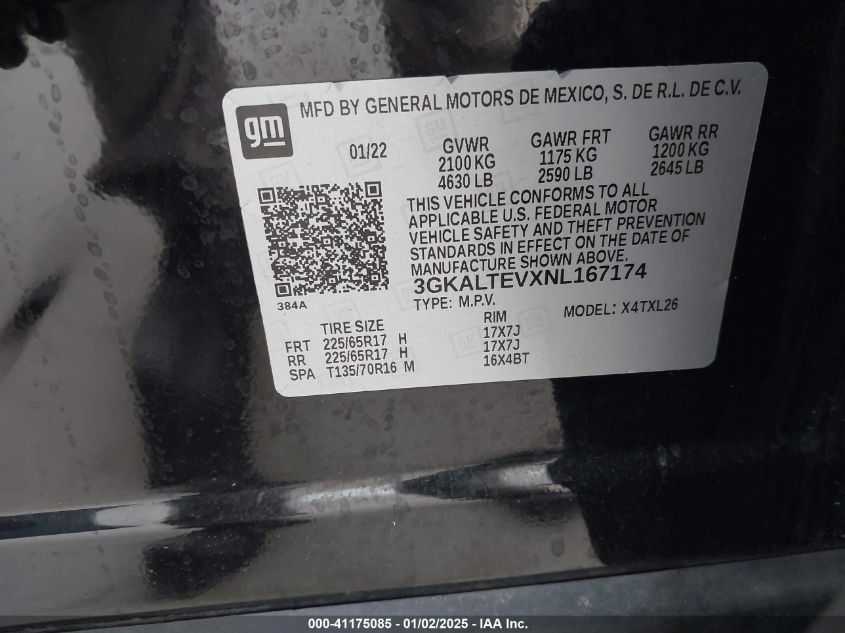 gm
MFD BY GENERAL MOTORS DE MEXICO, S. DE R.L. DE C.V.
01/22
GVWR GAWR FRT GAWR RR
2100 KG 1175 KG 1200 KG
4630 LB 2590 LB 2645 LB
THIS VEHICLE CONFORMS TO ALL
APPLICABLE U.S. FEDERAL MOTOR
VEHICLE SAFETY AND THEFT PREVENTION
STANDARDS IN EFFECT ON THE DATE OF
MANUFACTURE SHOWN ABOVE.
3GKALTEVXNL167174
384A
TYPE: M.P.V. MODEL: X4TXL26
TIRE SIZE RIM
FRT 225/65R17 H 17X7J
RR 225/65R17 H 17X7J
SPA T135/70R16 M 16X4BT
000-41175085 - 01/02/2025 - IAA Inc.